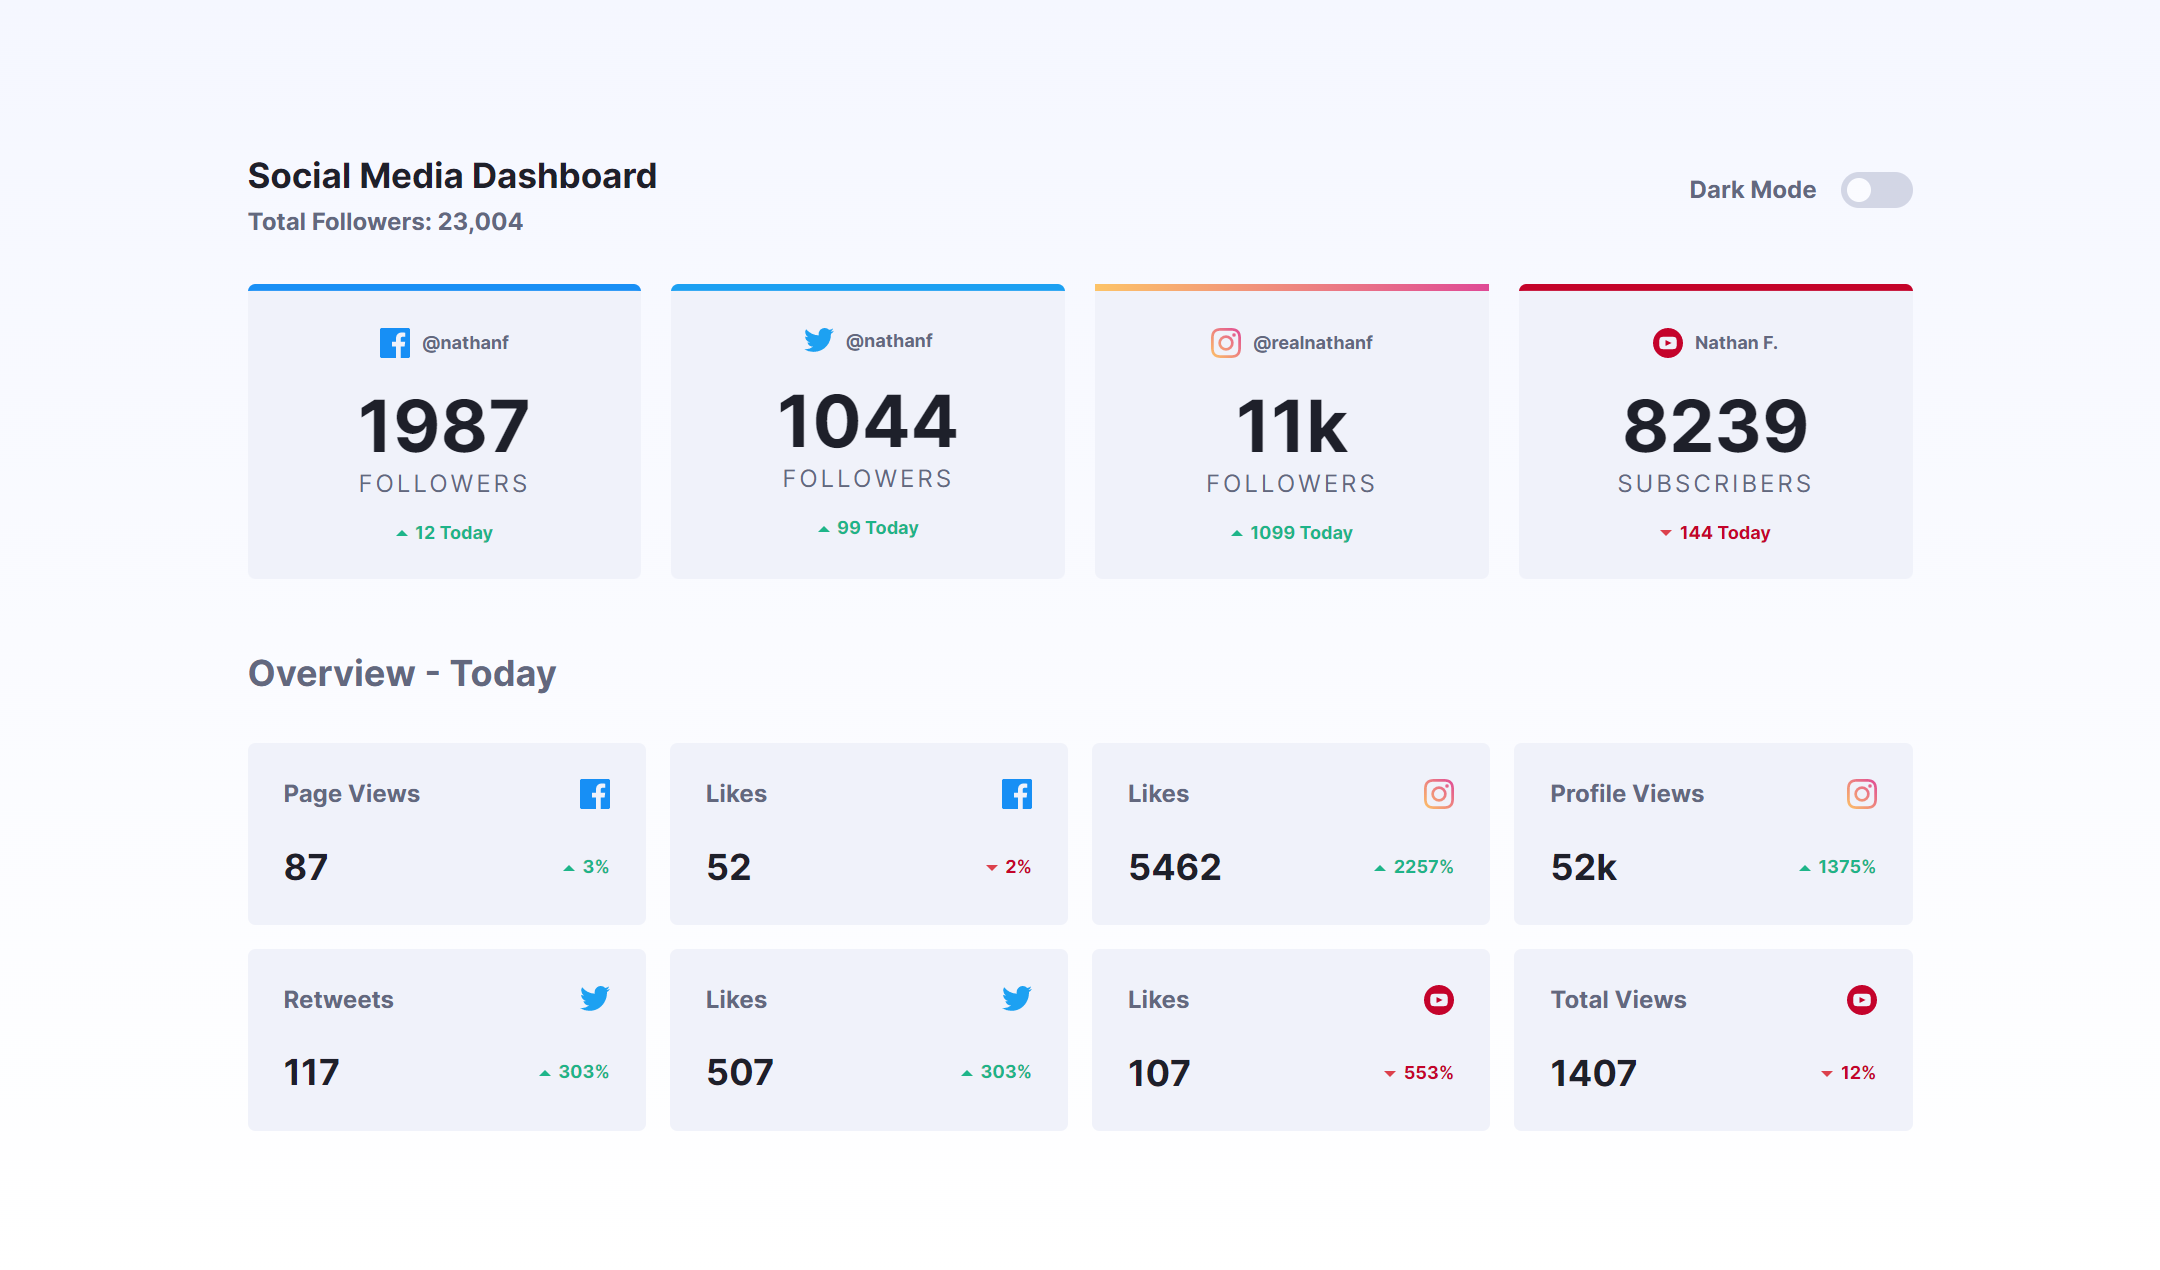 Social Media Dashboard
Total Followers: 23,004
Dark Mode
@nathanf
1987
FOLLOWERS
12 Today
@nathanf
1044
FOLLOWERS
99 Today
@realnathanf
11k
FOLLOWERS
1099 Today
Nathan F.
8239
SUBSCRIBERS
144 Today
Overview - Today
Page Views
87
3%
Likes
52
2%
Likes
5462
2257%
Profile Views
52k
1375%
Retweets
117
303%
Likes
507
303%
Likes
107
553%
Total Views
1407
12%